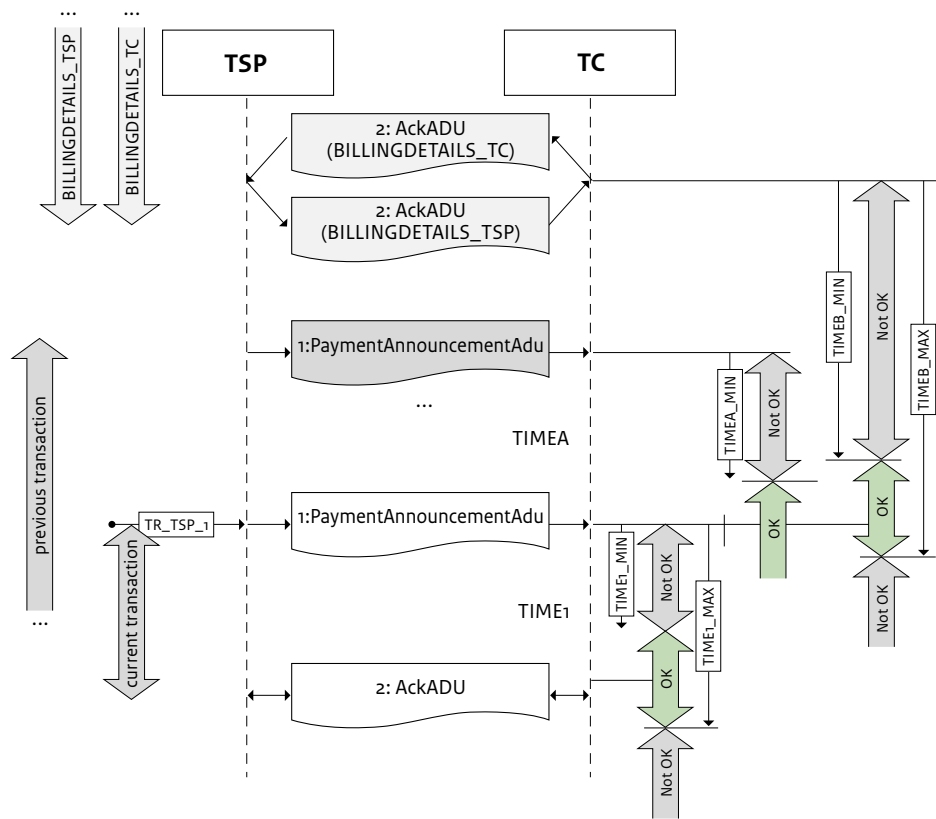 ...
...
BILLINGDETAILS_TSP
BILLINGDETAILS_TC
TSP
TC
2: AckADU
(BILLINGDETAILS_TC)
2: AckADU
(BILLINGDETAILS_TSP)
Not OK
TIMEB_MIN
TIMEB_MAX
1:PaymentAnnouncementAdu
...
TIMEA_MIN
Not OK
TIMEA
previous transaction
...
TR_TSP_1
1:PaymentAnnouncementAdu
OK
OK
current transaction
TIME1
TIME1_MIN
Not OK
TIME1_MAX
Not OK
2: AckADU
OK
Not OK